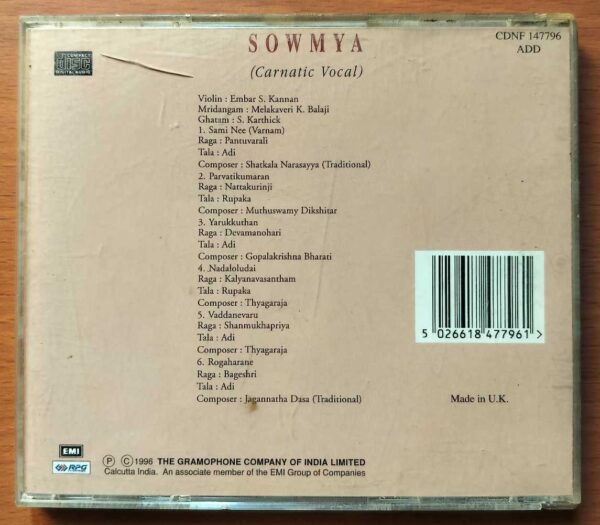 SOWMYA
(Carnatic Vocal)
CDNF 147796
ADD
COMPACT
disc
DIGITAL AUDIO
Violin : Embar S. Kannan
Mridangam : Melakaveri K. Balaji
Ghatam : S. Karthick
1. Sami Nee (Varnam)
Raga : Pantuvarali
Tala : Adi
Composer : Shatkala Narasayya (Traditional)
2. Parvatikumaran
Raga : Nattakurinji
Tala : Rupaka
Composer : Muthuswamy Dikshitar
3. Yarukkuthan
Raga : Devamanohari
Tala : Adi
Composer : Gopalakrishna Bharati
4. Nadaloludai
Raga : Kalyanavasantham
Tala : Rupaka
Composer : Thyagaraja
5. Vaddanevaru
Raga : Shanmukhapriya
Tala : Adi
Composer : Thyagaraja
6. Rogaharane
Raga : Bageshri
Tala : Adi
Composer : Jagannatha Dasa (Traditional)
5 026618 477961 >
Made in U.K.
EMI
RPG
Ⓟ Ⓒ 1996 THE GRAMOPHONE COMPANY OF INDIA LIMITED
Calcutta India. An associate member of the EMI Group of Companies